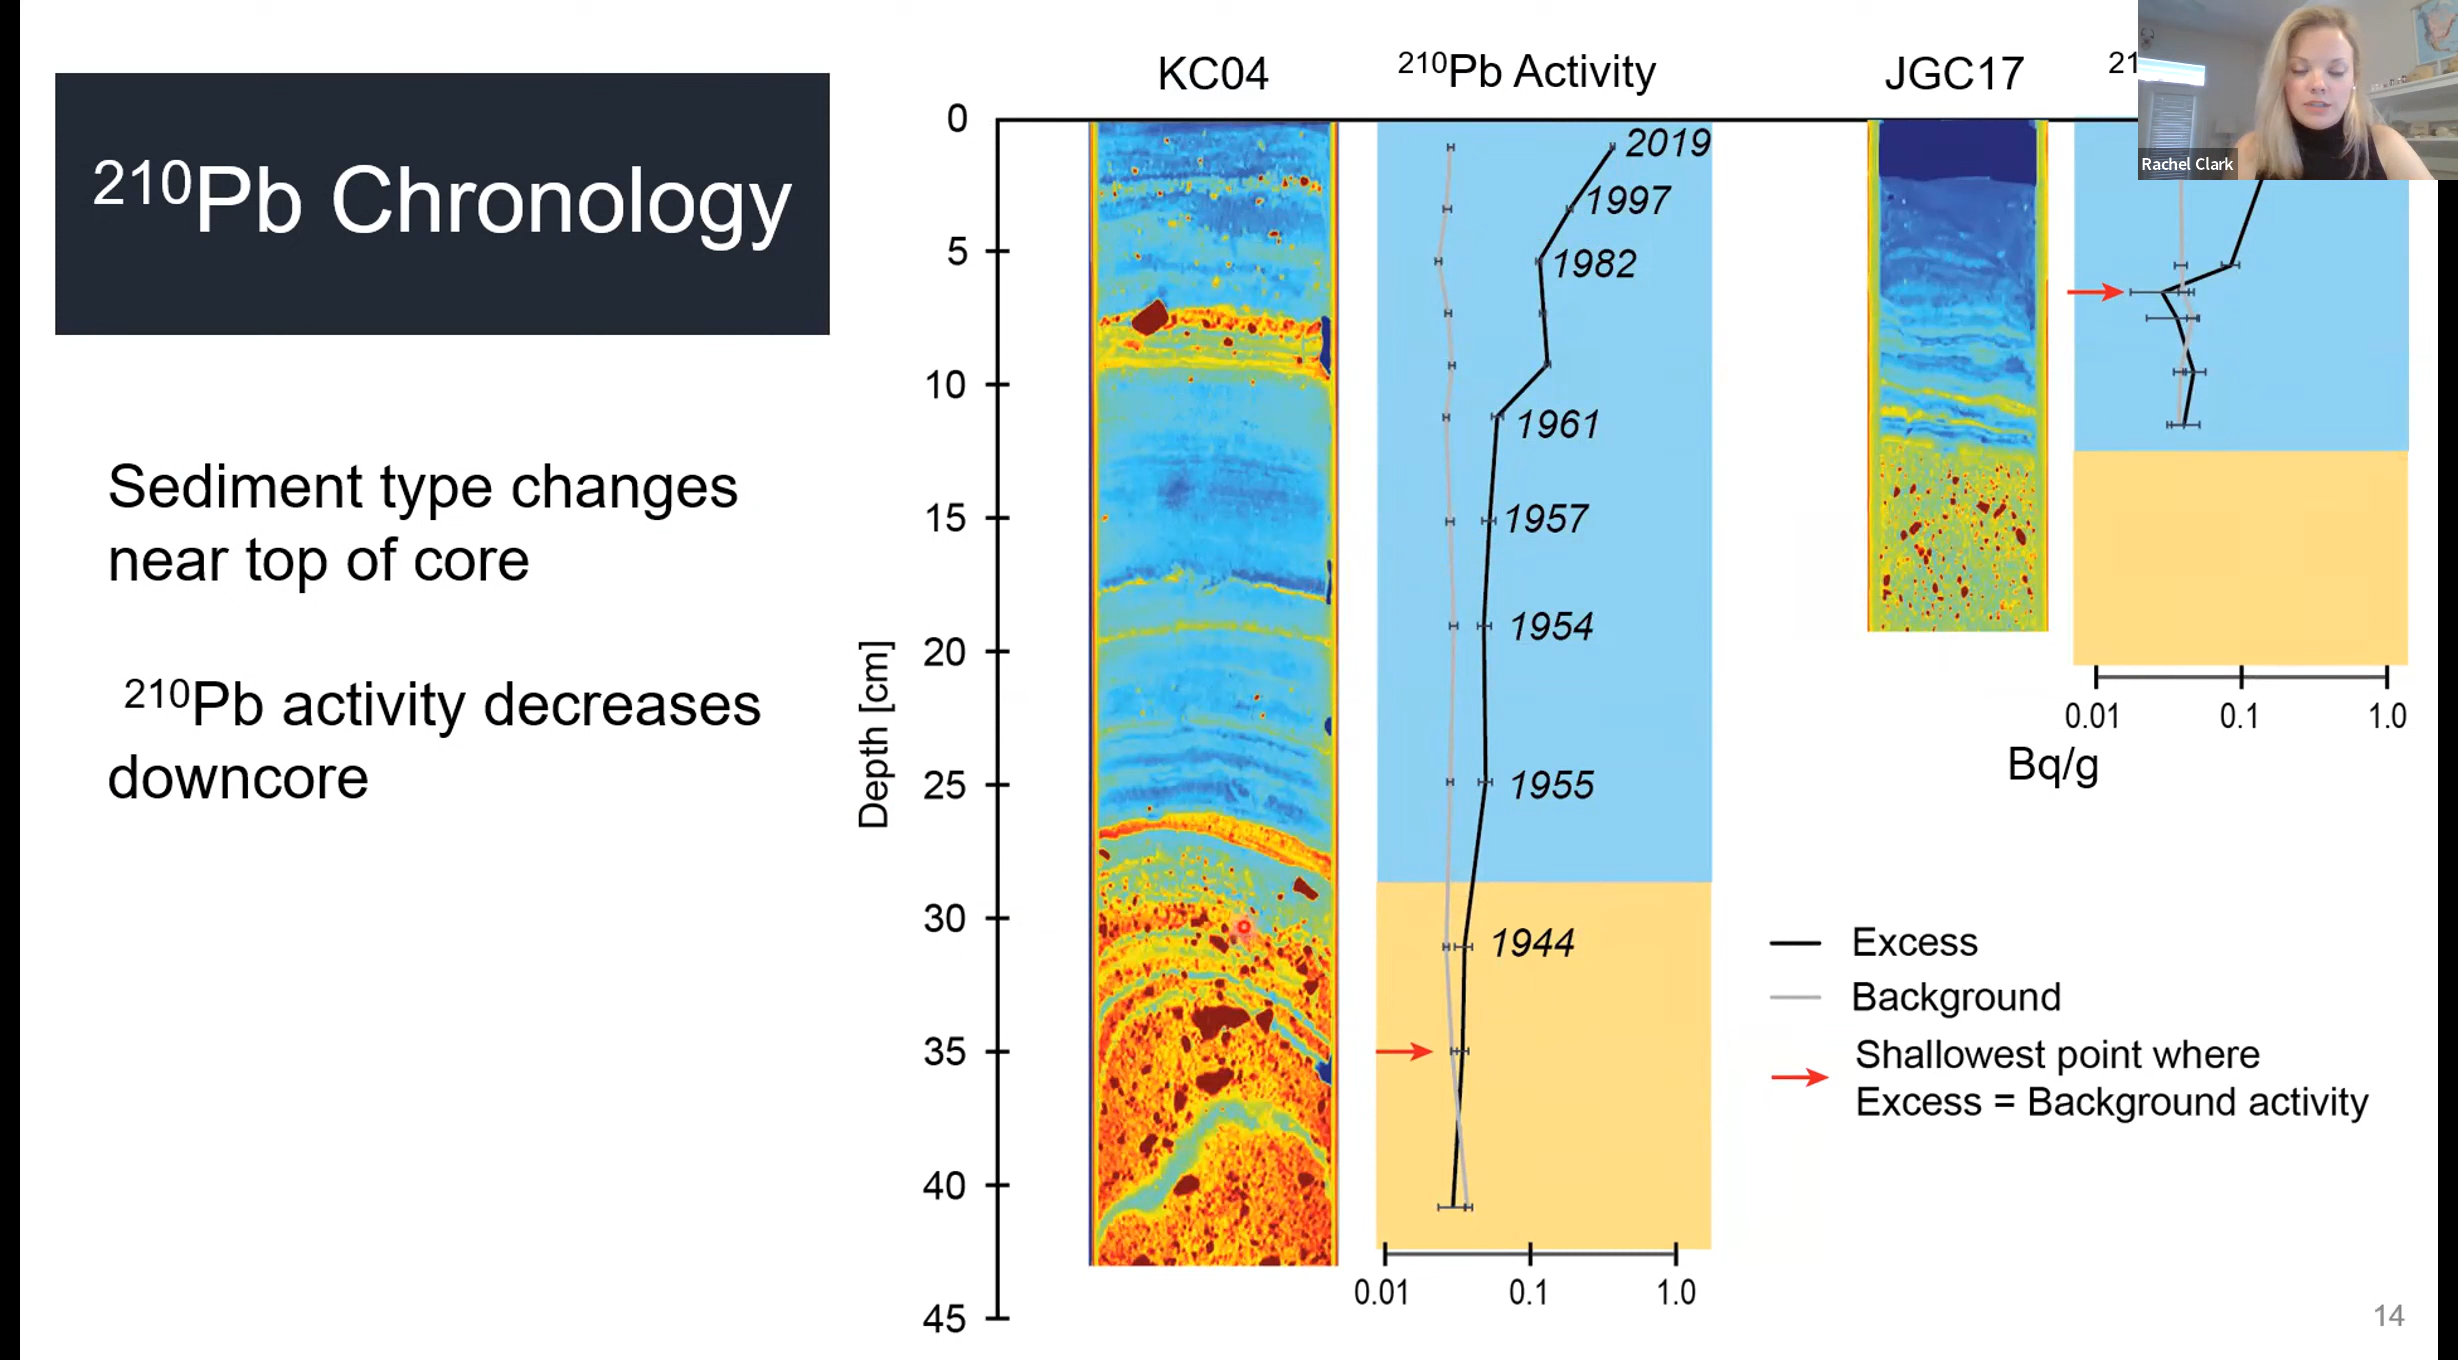 KC04
²¹⁰Pb Activity
JGC17
21
Rachel Clark
²¹⁰Pb Chronology
Sediment type changes
near top of core
²¹⁰Pb activity decreases
downcore
Depth [cm]
0
5
10
15
20
25
30
35
40
45
2019
1997
1982
1961
1957
1954
1955
1944
0.01 0.1 1.0
0.01 0.1 1.0
Bq/g
Excess
Background
Shallowest point where
Excess = Background activity
14